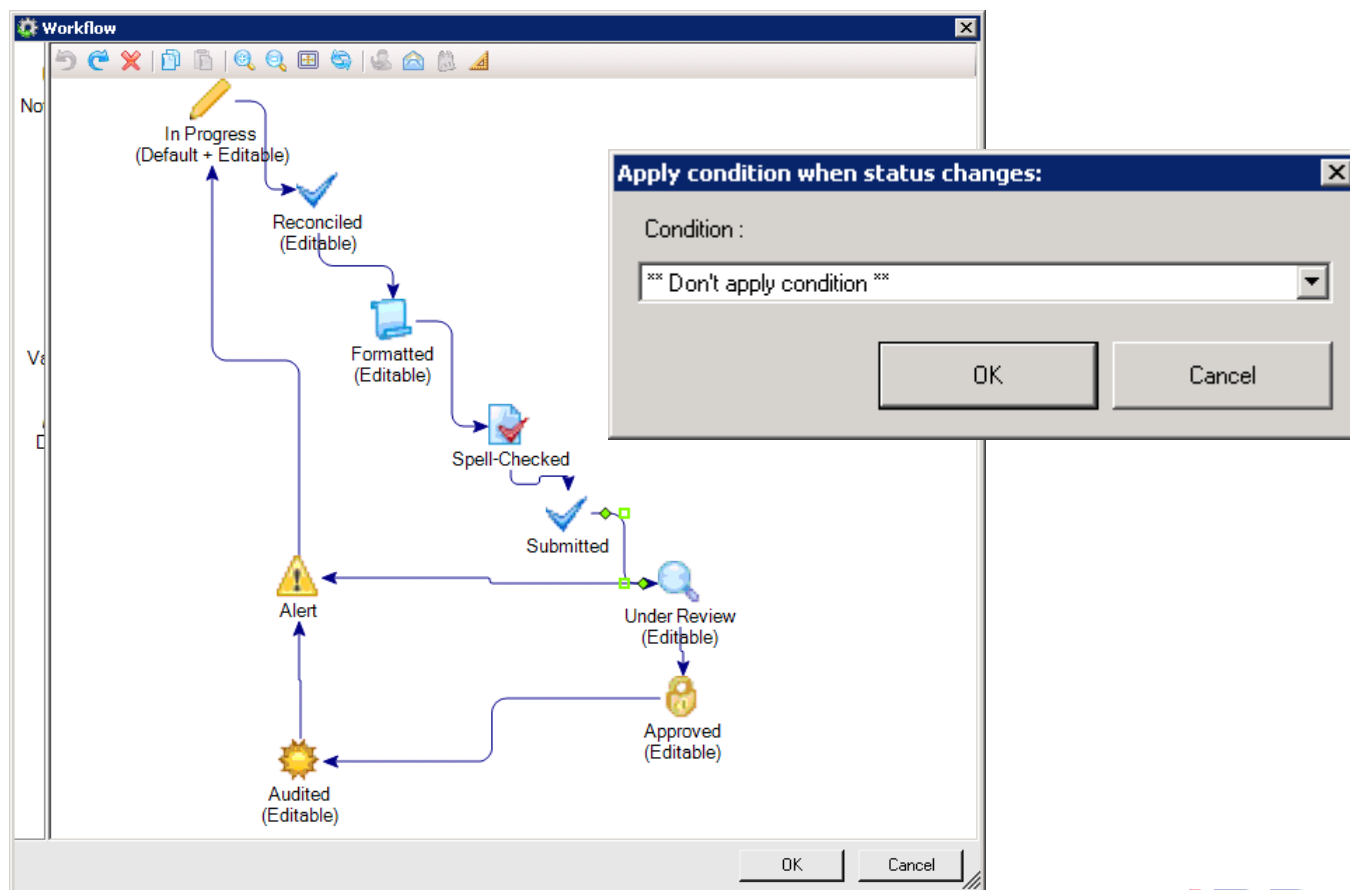 Workflow
No
In Progress
(Default + Editable)
Apply condition when status changes:
Reconciled
(Editable)
Condition :
** Don't apply condition **
Formatted
(Editable)
OK
Cancel
Spell-Checked
Submitted
Alert
Under Review
(Editable)
Approved
(Editable)
Audited
(Editable)
OK
Cancel